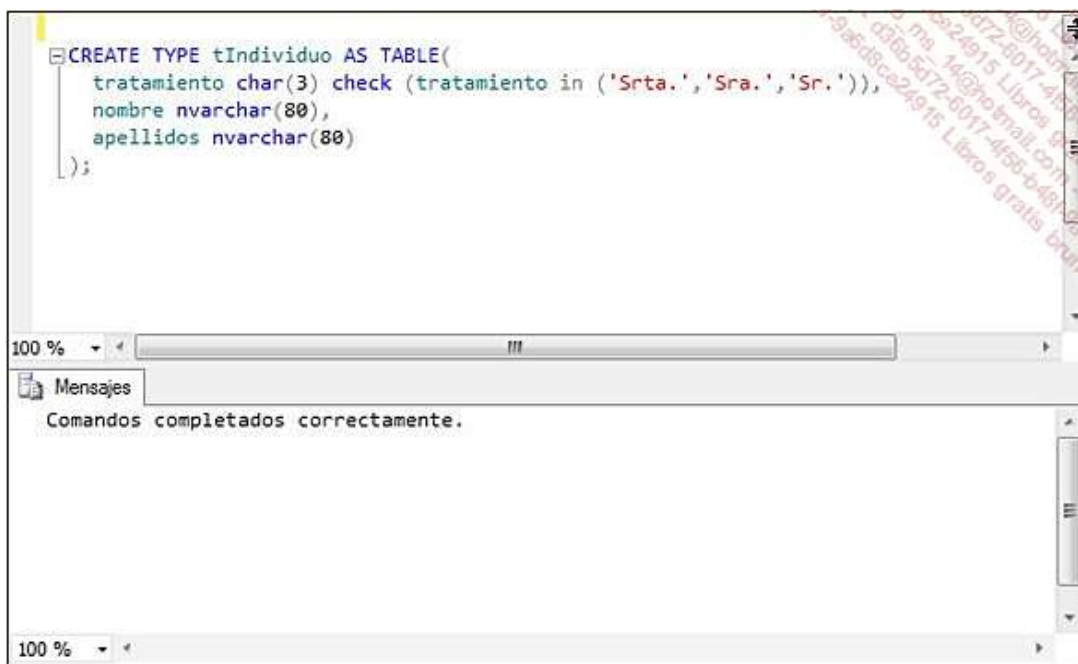 CREATE TYPE tIndividuo AS TABLE(
tratamiento char(3) check (tratamiento in ('Srta.','Sra.','Sr.')),
nombre nvarchar(80),
apellidos nvarchar(80)
);
100 %
Mensajes
Comandos completados correctamente.
100 %